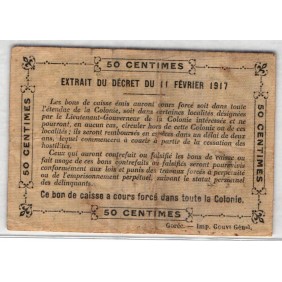 50 CENTIMES
EXTRAIT DU DÉCRET DU 11 FÉVRIER 1917
Les bons de caisse émis auront cours forcé soit dans toute
l'étendue de la Colonie, soit dans certaines localités désignées
par le Lieutenant-Gouverneur de la Colonie intéressée et ne
pourront, en aucun cas, circuler hors de cette Colonie ou de ces
localités; ils seront remboursés en ans un délai de deux
ans, lequel commencera à courir à partir de la cessation des
hostilités.
Ceux qui auront contrefait ou falsifié les bons de
ou fait usage des bons contrefaits ou falsifiés seront poursuivis
conformément aux lois et punis des travaux forcés à perpétuité
ou de l'emprisonnement perpétuel, suivant le statut personnel
des délinquants.
Ce bon de caisse a cours forcé dans toute la Colonie.
50 CENTIMES
50 CENTIMES
50 CENTIMES
Gorée. — Imp. Gouvt Génl.